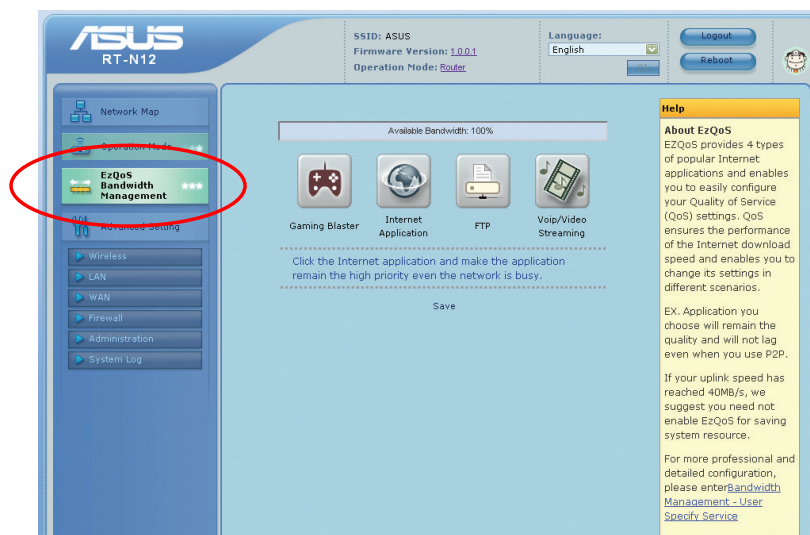 ASUS
RT-N12
SSID: ASUS
Firmware Version: 1.0.0.1
Operation Mode: Router
Language:
English
Logout
Reboot
Network Map
Operation Mode
EzQoS
Bandwidth
Management
Advanced Setting
Wireless
LAN
WAN
Firewall
Administration
System Log
Available Bandwidth: 100%
Gaming Blaster
Internet
Application
FTP
Voip/Video
Streaming
Click the Internet application and make the application
remain the high priority even the network is busy.
Save
Help
About EzQoS
EZQoS provides 4 types
of popular Internet
applications and enables
you to easily configure
your Quality of Service
(QoS) settings. QoS
ensures the performance
of the Internet download
speed and enables you to
change its settings in
different scenarios.
EX. Application you
choose will remain the
quality and will not lag
even when you use P2P.
If your uplink speed has
reached 40MB/s, we
suggest you need not
enable EzQoS for saving
system resource.
For more professional and
detailed configuration,
please enterBandwidth
Management - User
Specify Service